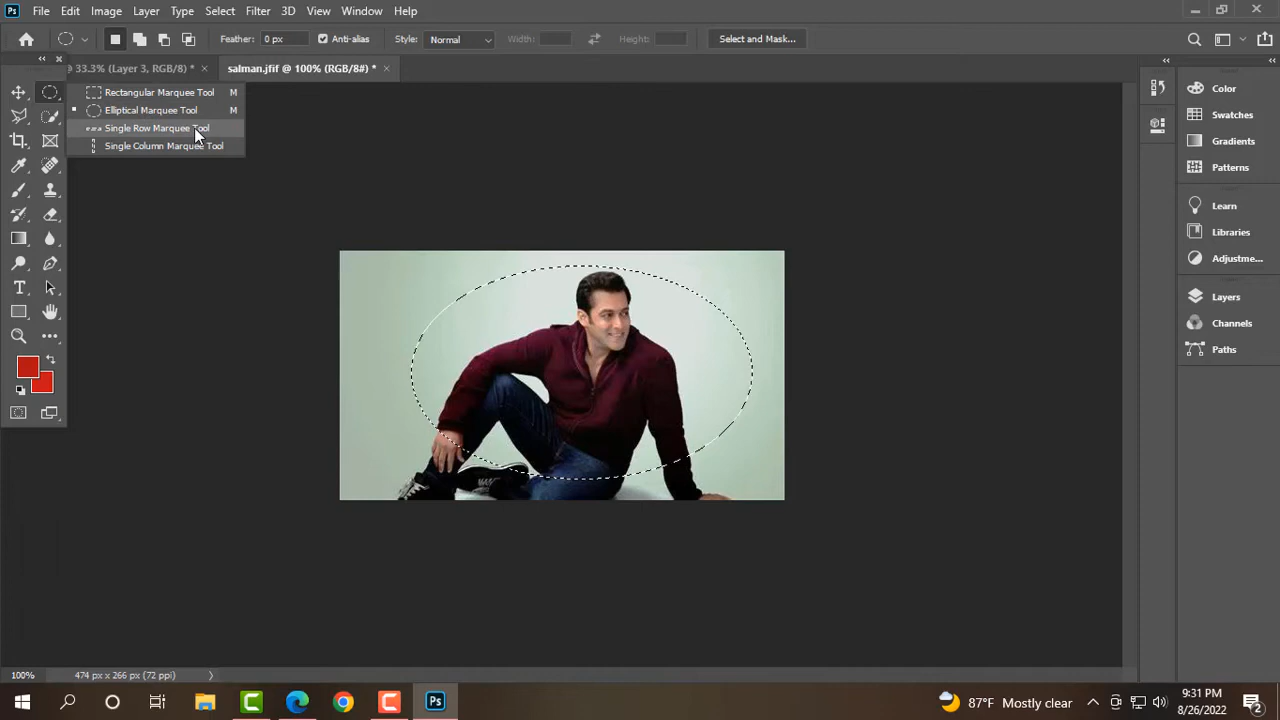 Ps File Edit Image Layer Type Select Filter 3D View Window Help
Feather: 0 px Anti-alias Style: Normal Width: Height: Select and Mask...
@ 33.3% (Layer 3, RGB/8) * × salman.jfif @ 100% (RGB/8#) * ×
Rectangular Marquee Tool M
Elliptical Marquee Tool M
Single Row Marquee Tool
Single Column Marquee Tool
Color
Swatches
Gradients
Patterns
Learn
Libraries
Adjustme...
Layers
Channels
Paths
100% 474 px x 266 px (72 ppi)
Ps 87°F Mostly clear 9:31 PM
8/26/2022 2